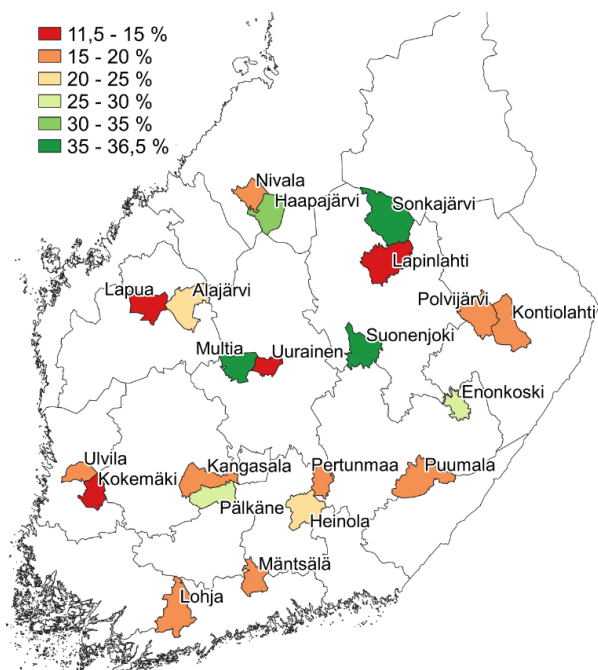 11,5 - 15 %
15 - 20 %
20 - 25 %
25 - 30 %
30 - 35 %
35 - 36,5 %
Nivala
Haapajärvi
Sonkajärvi
Lapinlahti
Lapua
Alajärvi
Polvijärvi
Kontiolahti
Suonenjoki
Multia
Uurainen
Enonkoski
Ulvila
Kokemäki
Kangasala
Pälkäne
Pertunmaa
Puumala
Heinola
Mäntsälä
Lohja